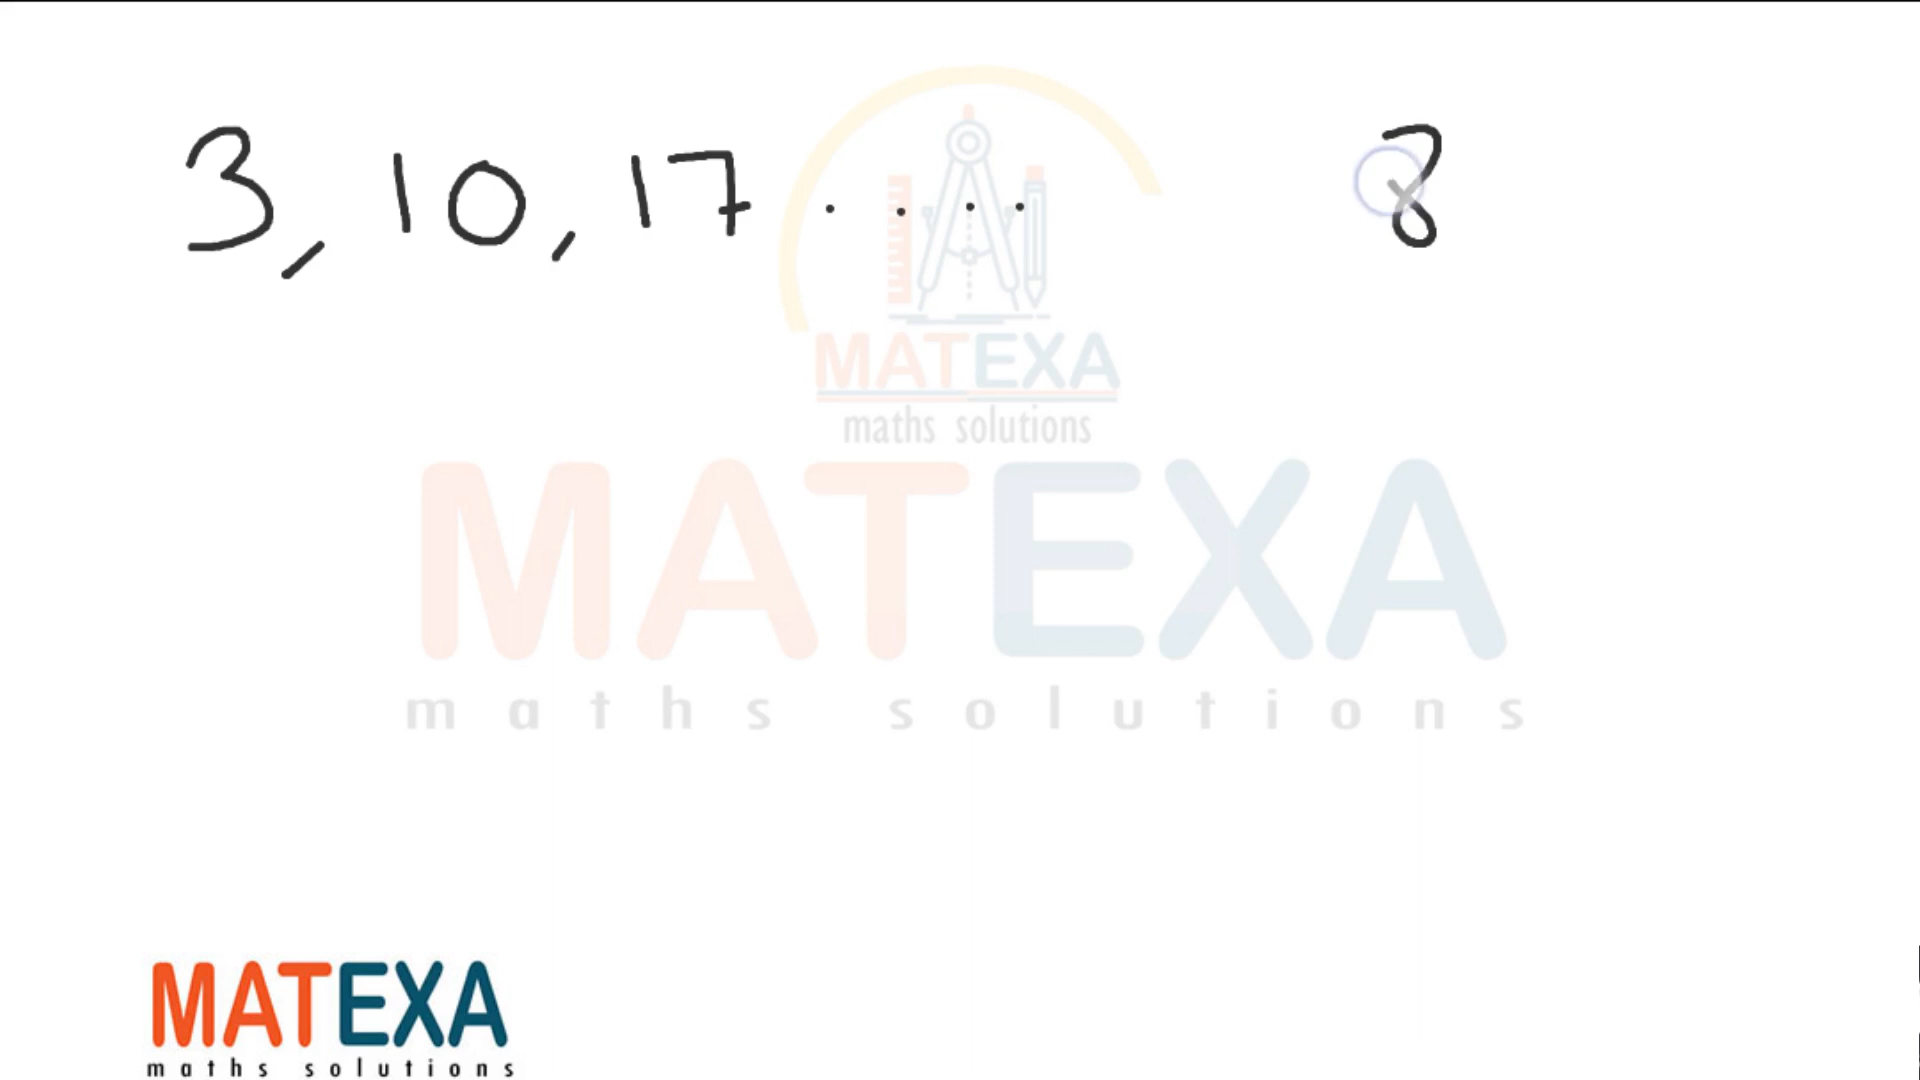 3, 10, 17 . . . . 8
MATEXA
maths solutions
MATEXA
maths solutions
MATEXA
maths solutions